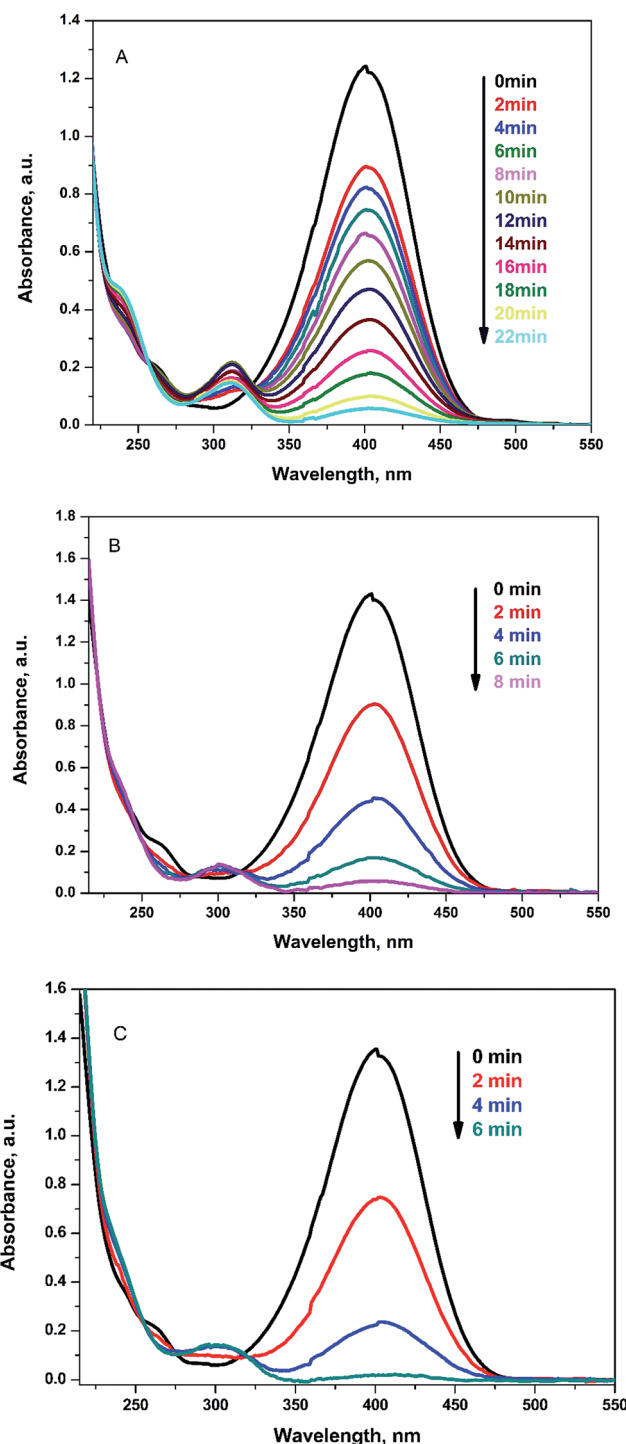 A
1.4
1.2
1.0
0.8
0.6
0.4
0.2
0.0
Absorbance, a.u.
0min
2min
4min
6min
8min
10min
12min
14min
16min
18min
20min
22min
250 300 350 400 450 500 550
Wavelength, nm
B
1.8
1.6
1.4
1.2
1.0
0.8
0.6
0.4
0.2
0.0
Absorbance, a.u.
0 min
2 min
4 min
6 min
8 min
250 300 350 400 450 500 550
Wavelength, nm
C
1.6
1.4
1.2
1.0
0.8
0.6
0.4
0.2
0.0
Absorbance, a.u.
0 min
2 min
4 min
6 min
250 300 350 400 450 500 550
Wavelength, nm